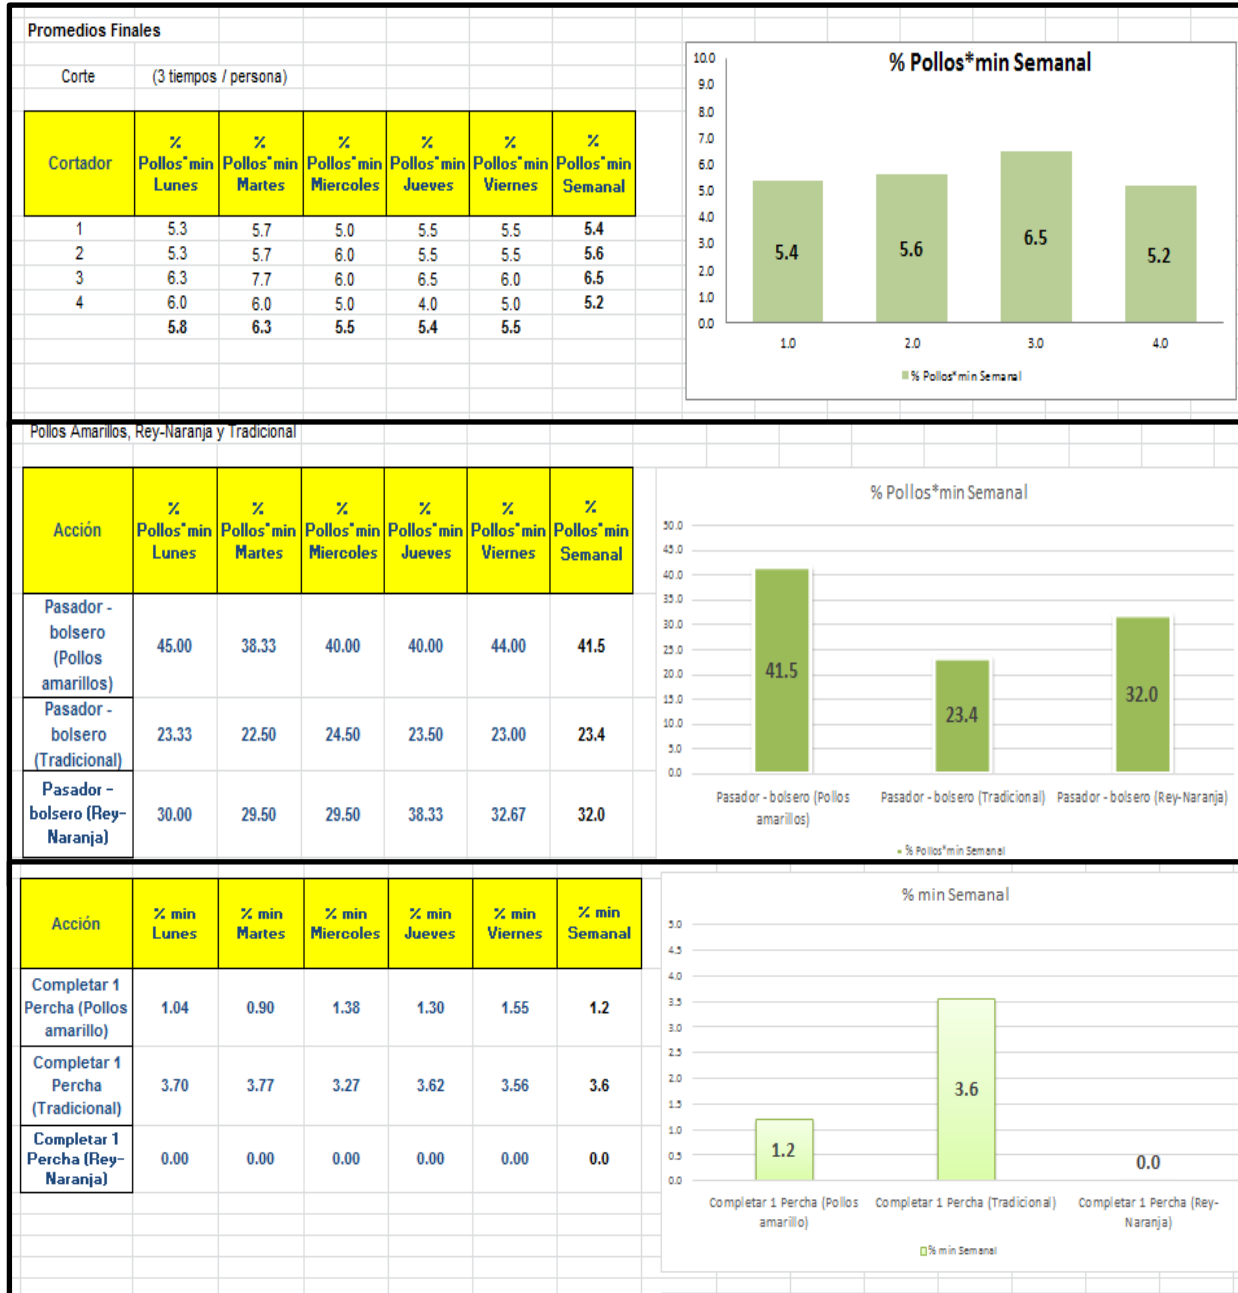 Promedios Finales
Corte (3 tiempos / persona)
Cortador % Pollos*min Lunes % Pollos*min Martes % Pollos*min Miercoles % Pollos*min Jueves % Pollos*min Viernes % Pollos*min Semanal
1 5.3 5.7 5.0 5.5 5.5 5.4
2 5.3 5.7 6.0 5.5 5.5 5.6
3 6.3 7.7 6.0 6.5 6.0 6.5
4 6.0 6.0 5.0 4.0 5.0 5.2
5.8 6.3 5.5 5.4 5.5
% Pollos*min Semanal
10.0
9.0
8.0
7.0
6.0
5.0
4.0
3.0
2.0
1.0
0.0
5.4 5.6 6.5 5.2
1.0 2.0 3.0 4.0
% Pollos*min Semanal
Pollos Amarillos, Rey-Naranja y Tradicional
Acción % Pollos*min Lunes % Pollos*min Martes % Pollos*min Miercoles % Pollos*min Jueves % Pollos*min Viernes % Pollos*min Semanal
Pasador - bolsero (Pollos amarillos) 45.00 38.33 40.00 40.00 44.00 41.5
Pasador - bolsero (Tradicional) 23.33 22.50 24.50 23.50 23.00 23.4
Pasador - bolsero (Rey-Naranja) 30.00 29.50 29.50 38.33 32.67 32.0
% Pollos*min Semanal
50.0
45.0
40.0
35.0
30.0
25.0
20.0
15.0
10.0
5.0
0.0
41.5 23.4 32.0
Pasador - bolsero (Pollos amarillos) Pasador - bolsero (Tradicional) Pasador - bolsero (Rey-Naranja)
% Pollos*min Semanal
Acción % min Lunes % min Martes % min Miercoles % min Jueves % min Viernes % min Semanal
Completar 1 Percha (Pollos amarillo) 1.04 0.90 1.38 1.30 1.55 1.2
Completar 1 Percha (Tradicional) 3.70 3.77 3.27 3.62 3.56 3.6
Completar 1 Percha (Rey-Naranja) 0.00 0.00 0.00 0.00 0.00 0.0
% min Semanal
5.0
4.5
4.0
3.5
3.0
2.5
2.0
1.5
1.0
0.5
0.0
1.2 3.6 0.0
Completar 1 Percha (Pollos amarillo) Completar 1 Percha (Tradicional) Completar 1 Percha (Rey-Naranja)
% min Semanal